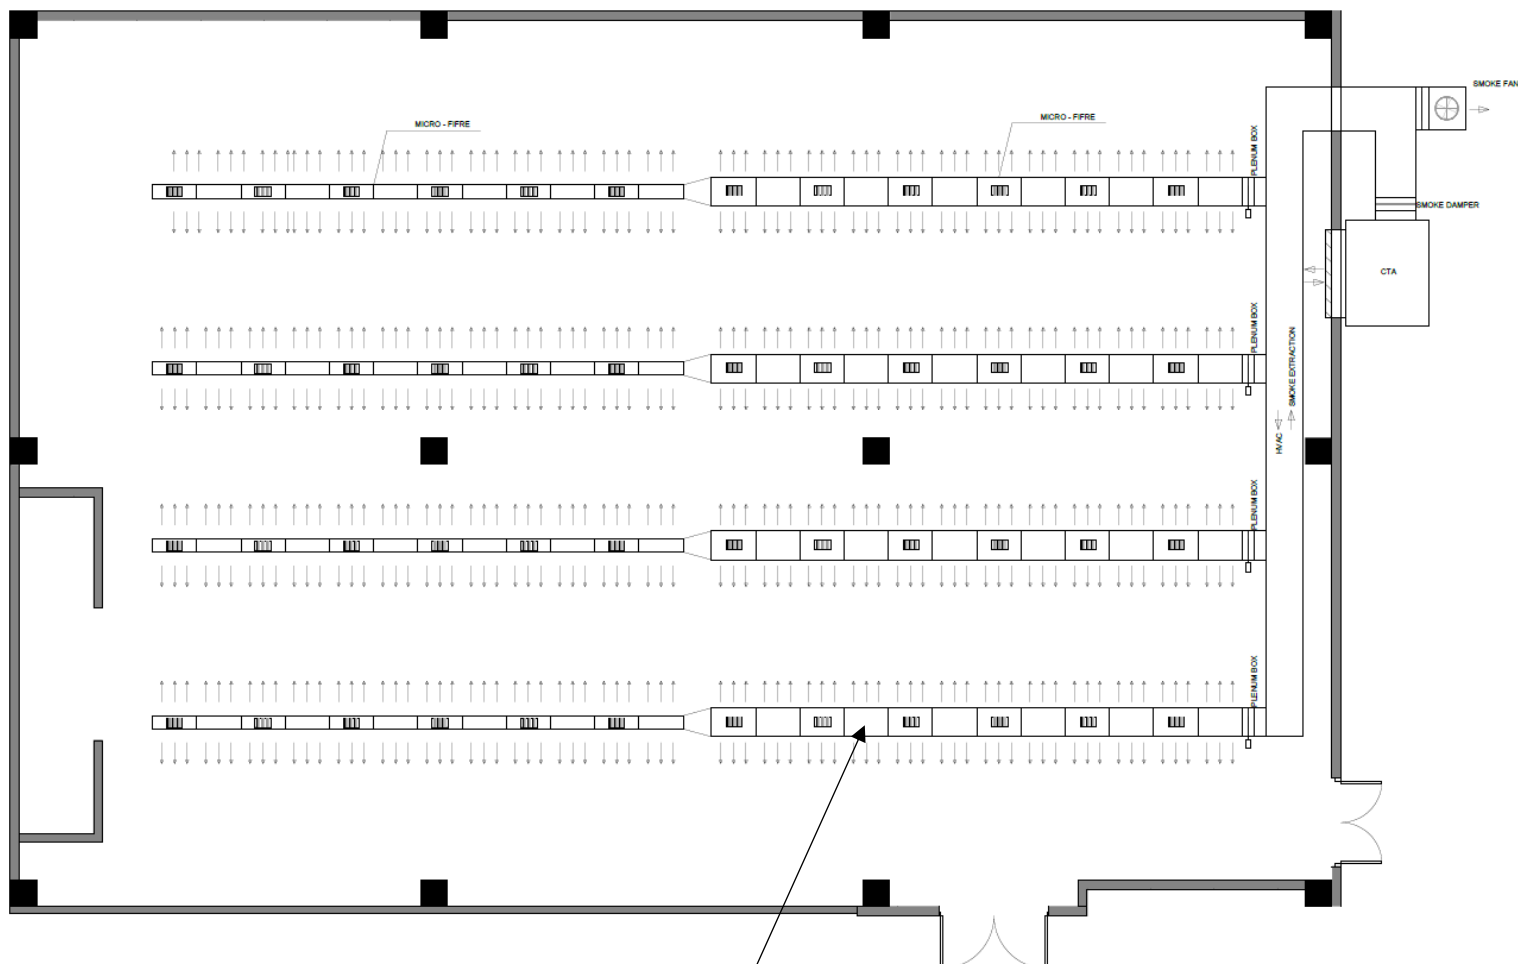 SMOKE FAN
MICRO - FIFRE
MICRO - FIFRE
PLENUM BOX
SMOKE DAMPER
CTA
PLENUM BOX
SMOKE EXTRACTION
HVAC
PLENUM BOX
PLENUM BOX